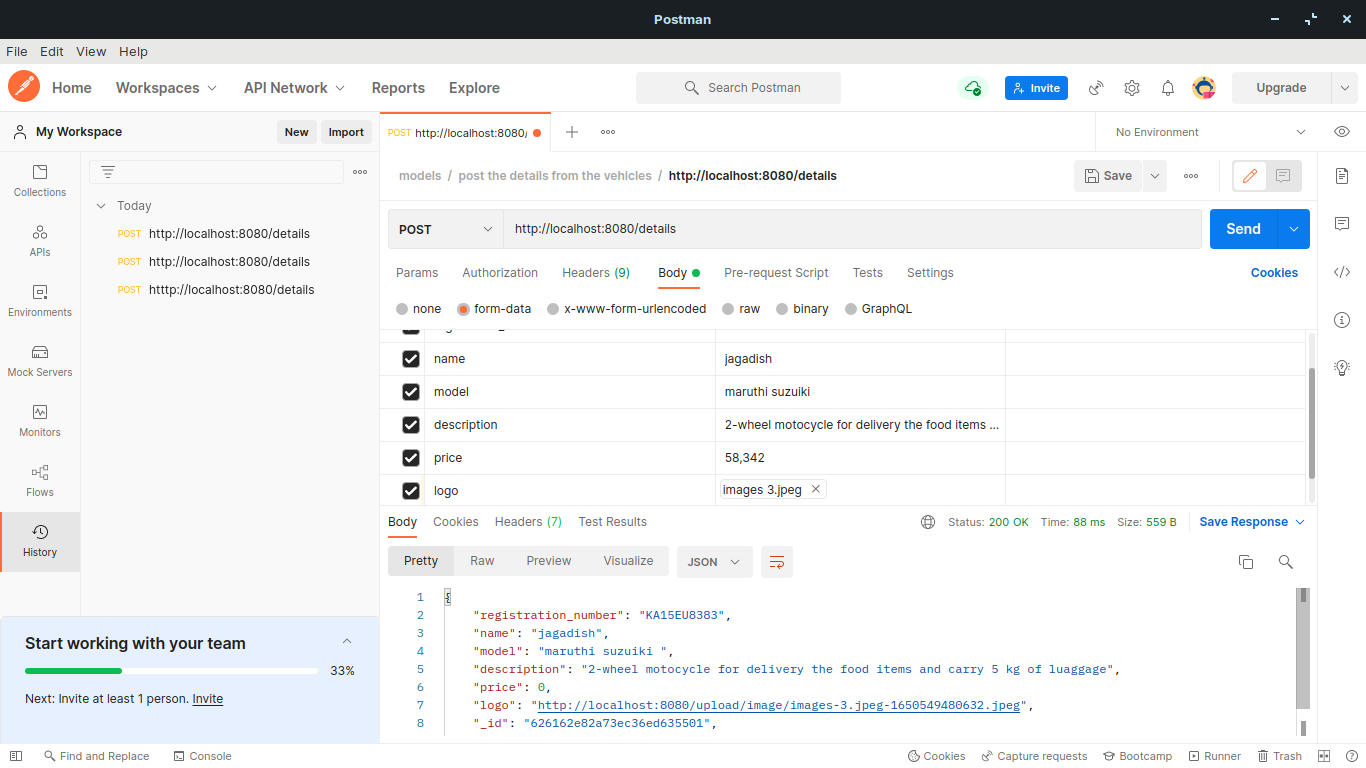 Postman
File Edit View Help
Home Workspaces API Network Reports Explore Search Postman Invite Upgrade
My Workspace New Import POST http://localhost:8080/ No Environment
Collections
APIs
Environments
Mock Servers
Monitors
Flows
History
Today
POST http://localhost:8080/details
POST http://localhost:8080/details
POST htttp://localhost:8080/details
models / post the details from the vehicles / http://localhost:8080/details Save
POST http://localhost:8080/details Send
Params Authorization Headers (9) Body Pre-request Script Tests Settings Cookies
none form-data x-www-form-urlencoded raw binary GraphQL
name jagadish
model maruthi suzuiki
description 2-wheel motocycle for delivery the food items ...
price 58,342
logo images 3.jpeg
Body Cookies Headers (7) Test Results Status: 200 OK Time: 88 ms Size: 559 B Save Response
Pretty Raw Preview Visualize JSON
1 {
2 "registration_number": "KA15EU8383",
3 "name": "jagadish",
4 "model": "maruthi suzuiki ",
5 "description": "2-wheel motocycle for delivery the food items and carry 5 kg of luaggage",
6 "price": 0,
7 "logo": "http://localhost:8080/upload/image/images-3.jpeg-1650549480632.jpeg",
8 "_id": "626162e82a73ec36ed635501",
Start working with your team
33%
Next: Invite at least 1 person. Invite
Find and Replace Console Cookies Capture requests Bootcamp Runner Trash